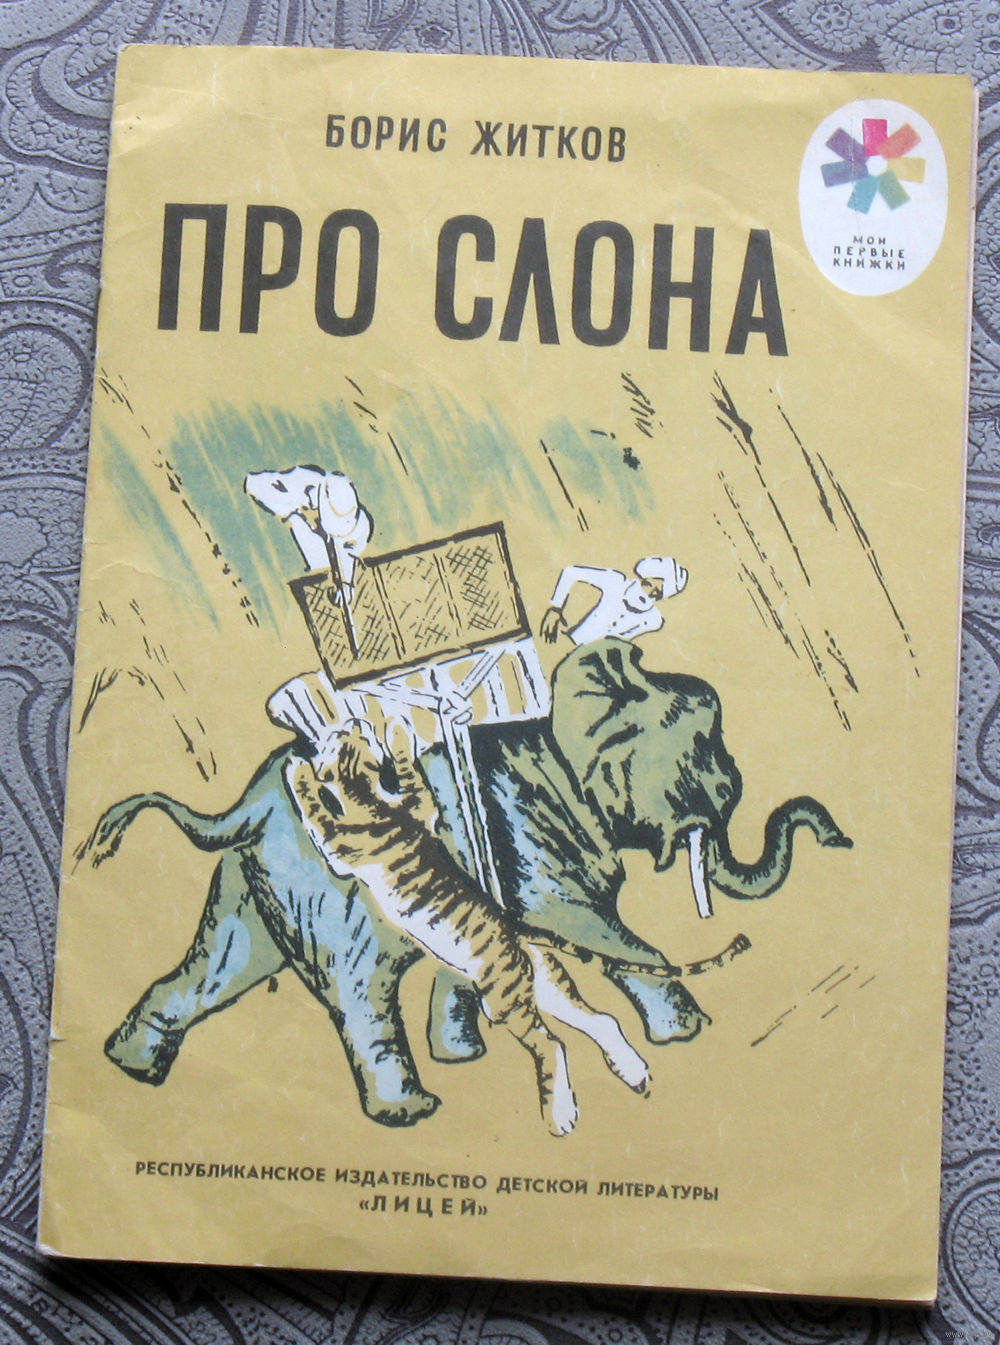 БОРИС ЖИТКОВ
ПРО СЛОНА
МОИ
ПЕРВЫЕ
КНИЖКИ
РЕСПУБЛИКАНСКОЕ ИЗДАТЕЛЬСТВО ДЕТСКОЙ ЛИТЕРАТУРЫ
«ЛИЦЕЙ»